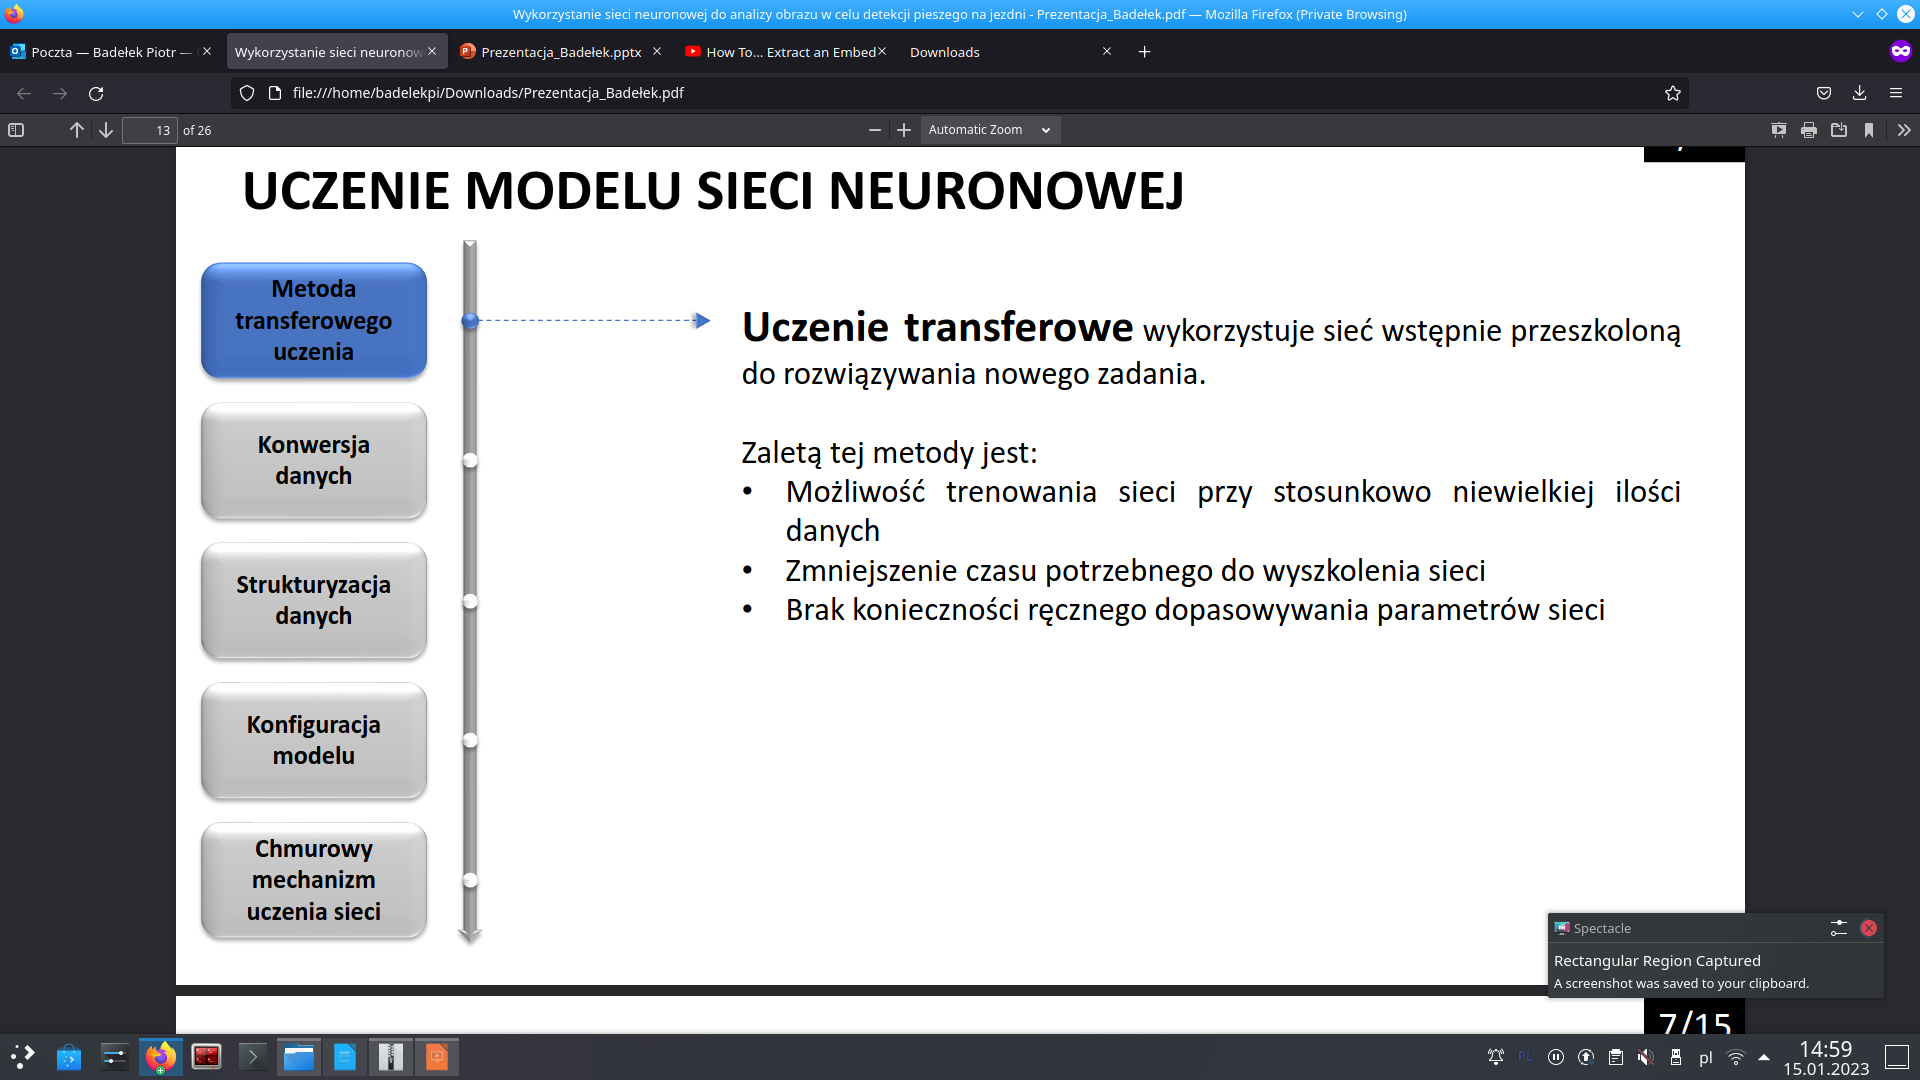 Wykorzystanie sieci neuronowej do analizy obrazu w celu detekcji pieszego na jezdni - Prezentacja_Badełek.pdf — Mozilla Firefox (Private Browsing)
Poczta — Badełek Piotr —
Wykorzystanie sieci neuronow
Prezentacja_Badełek.pptx
How To... Extract an Embed
Downloads
file:///home/badelekpi/Downloads/Prezentacja_Badełek.pdf
13 of 26
Automatic Zoom
UCZENIE MODELU SIECI NEURONOWEJ
Metoda
transferowego
uczenia
Konwersja
danych
Strukturyzacja
danych
Konfiguracja
modelu
Chmurowy
mechanizm
uczenia sieci
Uczenie transferowe wykorzystuje sieć wstępnie przeszkoloną
do rozwiązywania nowego zadania.
Zaletą tej metody jest:
• Możliwość trenowania sieci przy stosunkowo niewielkiej ilości
danych
• Zmniejszenie czasu potrzebnego do wyszkolenia sieci
• Brak konieczności ręcznego dopasowywania parametrów sieci
Spectacle
Rectangular Region Captured
A screenshot was saved to your clipboard.
7/15
PL
pl
14:59
15.01.2023